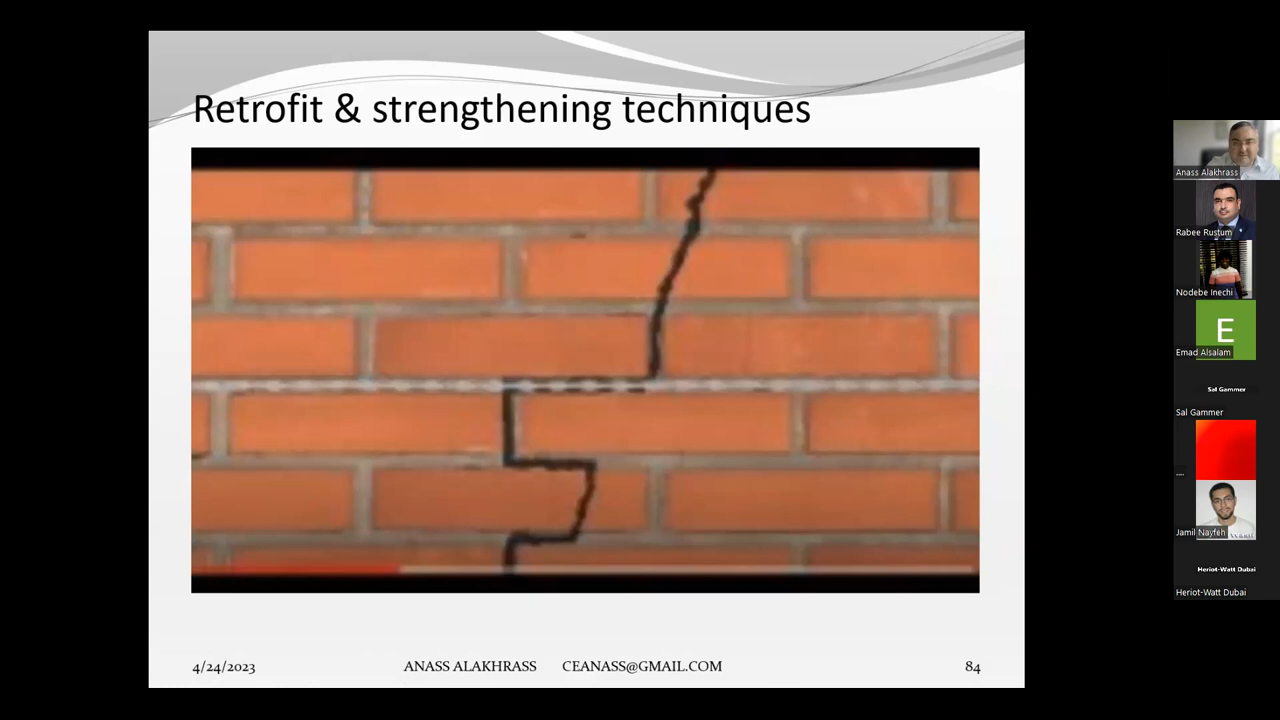 Retrofit & strengthening techniques
4/24/2023
ANASS ALAKHRASS
CEANASS@GMAIL.COM
84
Anass Alakhrass
Rabee Rustum
Nodebe Inechi
E
Emad Alsalam
Sal Gammer
Sal Gammer
....
Jamil Nayfeh
Heriot-Watt Dubai
Heriot-Watt Dubai